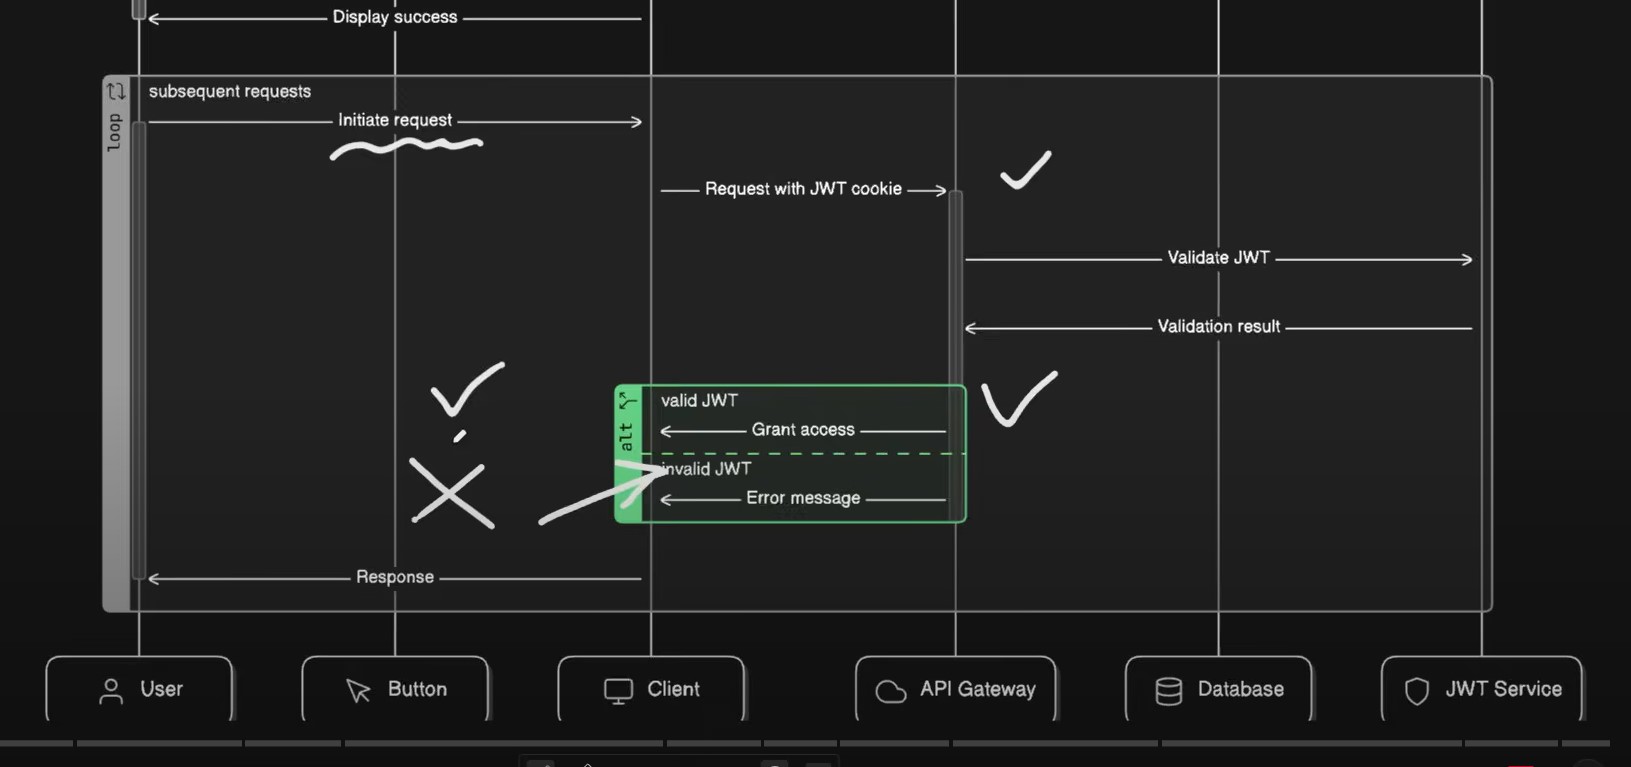 Display success
subsequent requests
loop
Initiate request
Request with JWT cookie
Validate JWT
Validation result
alt
valid JWT
Grant access
invalid JWT
Error message
Response
User
Button
Client
API Gateway
Database
JWT Service